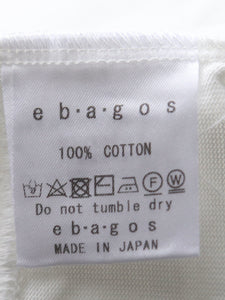 e b · a · g o s
100% COTTON
F W
Do not tumble dry
e b · a · g o s
MADE IN JAPAN